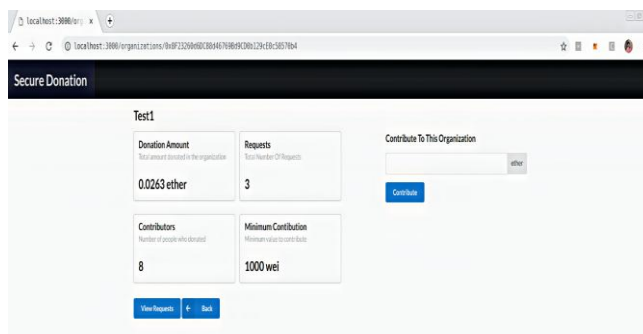 localhost:3000/org
localhost:3000/organizations/
Secure Donation
Test1
Donation Amount
Total amount donated in the organization
0.0263 ether
Requests
Total Number Of Requests
3
Contribute To This Organization
ether
Contribute
Contributors
Number of people who donated
8
Minimum Contibution
Minimum value to contribute
1000 wei
View Requests
Back